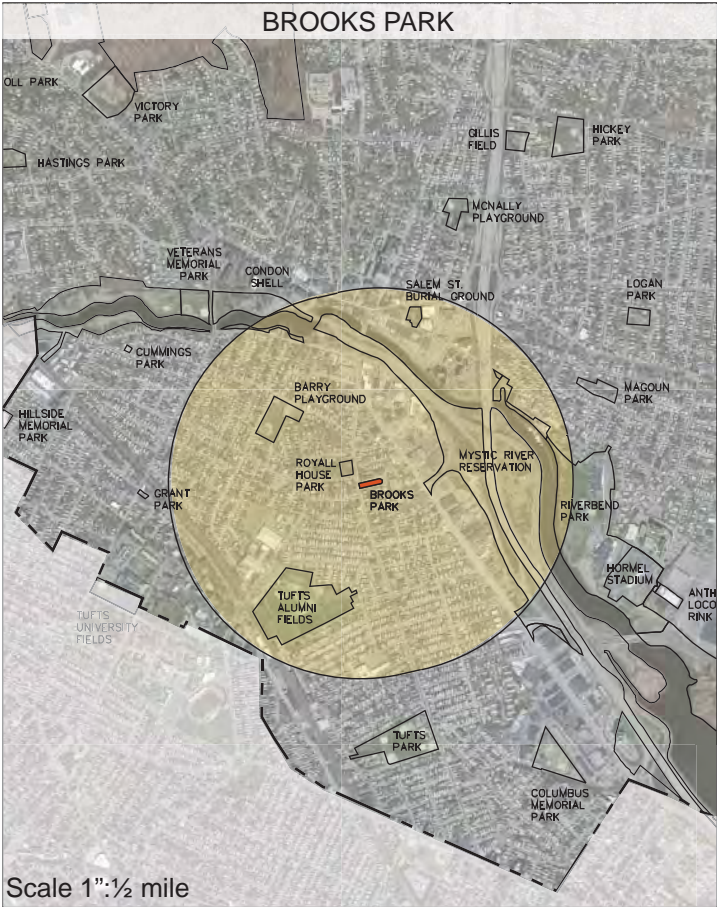 BROOKS PARK
OLL PARK
VICTORY
PARK
HASTINGS PARK
GILLIS
FIELD
HICKEY
PARK
MCNALLY
PLAYGROUND
VETERANS
MEMORIAL
PARK
CONDON
SHELL
SALEM ST.
BURIAL GROUND
LOGAN
PARK
CUMMINGS
PARK
BARRY
PLAYGROUND
MAGOUN
PARK
HILLSIDE
MEMORIAL
PARK
ROYALL
HOUSE
PARK
MYSTIC RIVER
RESERVATION
BROOKS
PARK
GRANT
PARK
RIVERBEND
PARK
HORMEL
STADIUM
ANTH
LOCO
RINK
TUFTS
ALUMNI
FIELDS
TUFTS
UNIVERSITY
FIELDS
TUFTS
PARK
COLUMBUS
MEMORIAL
PARK
Scale 1":½ mile